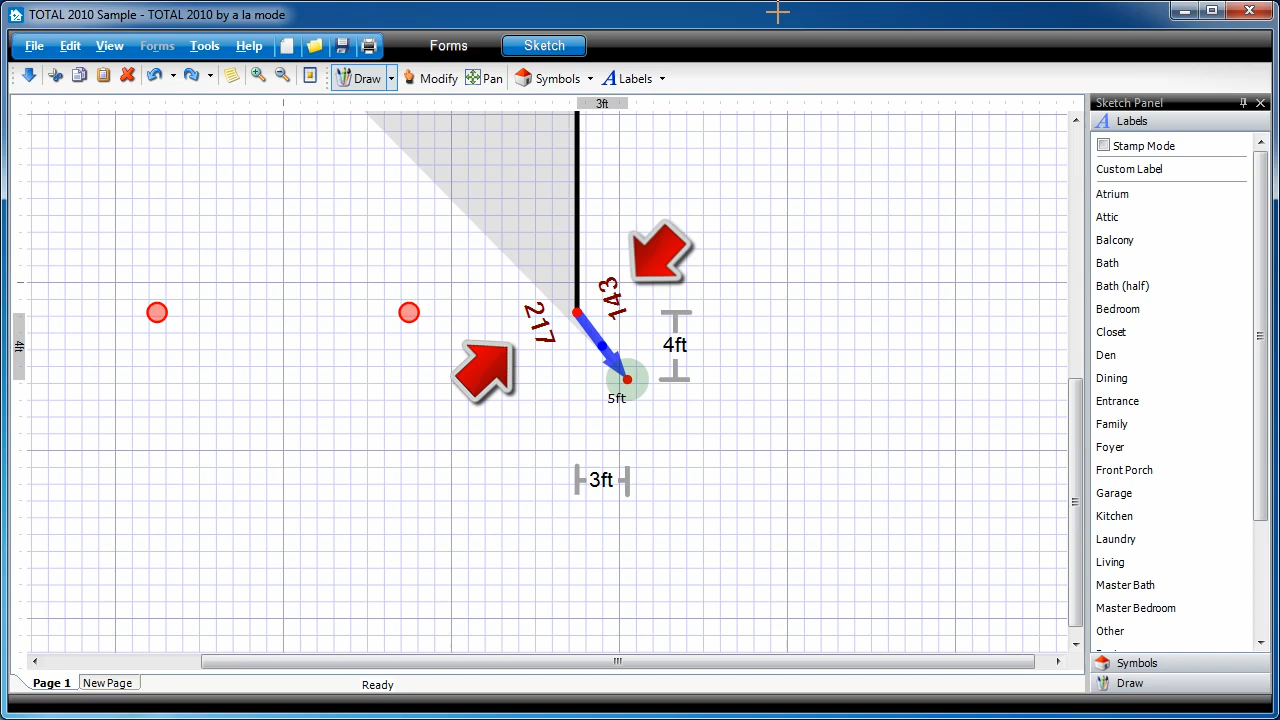 TOTAL 2010 Sample - TOTAL 2010 by a la mode
File Edit View Forms Tools Help Forms Sketch
Draw Modify Pan Symbols Labels
3ft
Sketch Panel
Labels
Stamp Mode
Custom Label
Atrium
Attic
Balcony
Bath
Bath (half)
Bedroom
Closet
Den
Dining
Entrance
Family
Foyer
Front Porch
Garage
Kitchen
Laundry
Living
Master Bath
Master Bedroom
Other
143
217
4ft
4ft
5ft
3ft
Symbols
Draw
Page 1 New Page
Ready